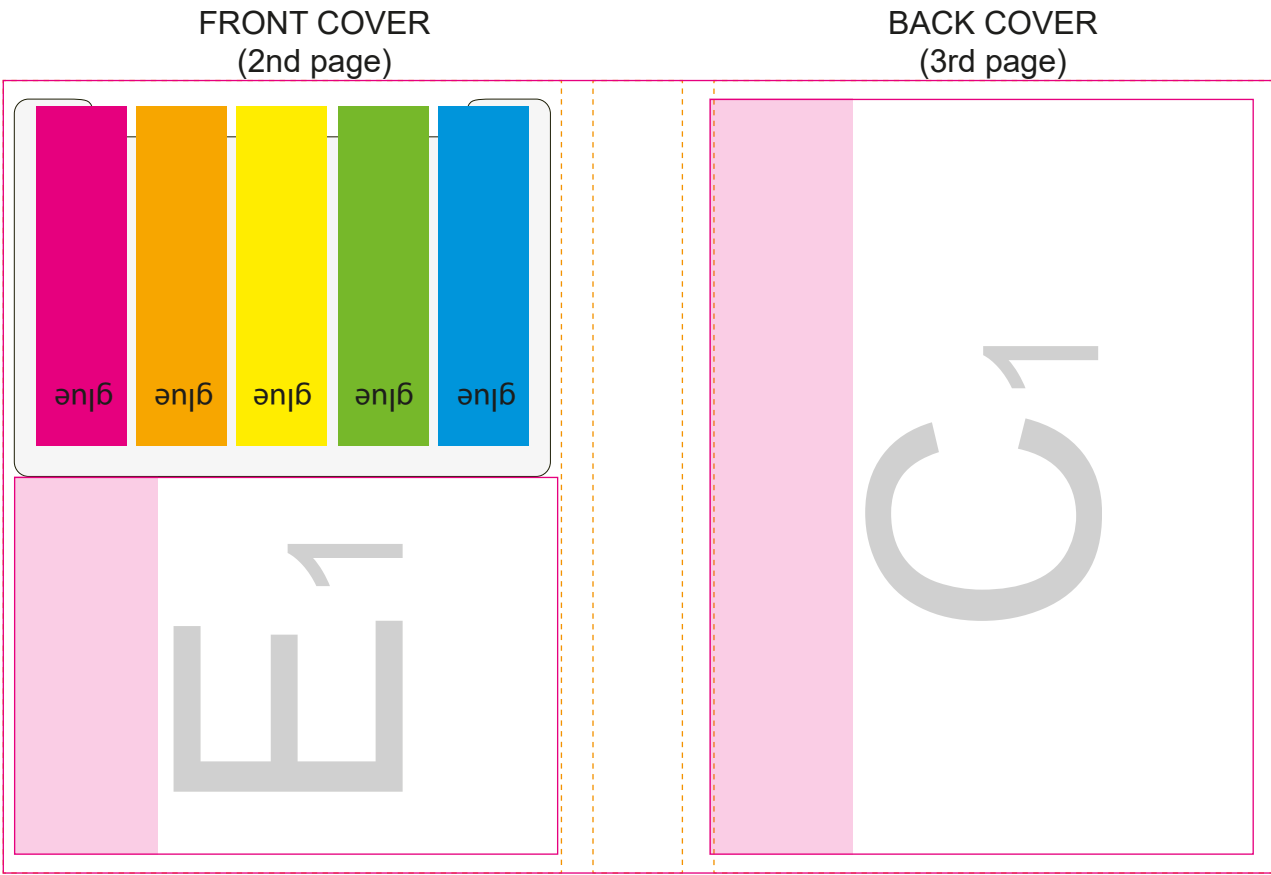 FRONT COVER
(2nd page)
BACK COVER
(3rd page)
glue glue glue glue glue
E1
C1